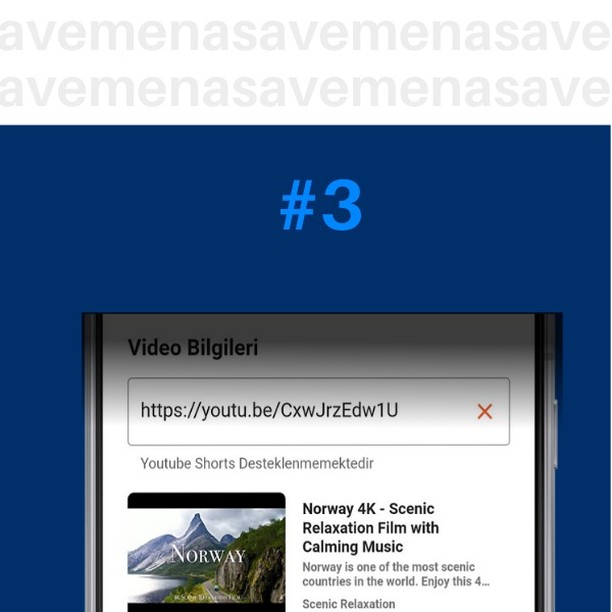 avemenasavemenasave
avemenasavemenasave
#3
Video Bilgileri
https://youtu.be/CxwJrzEdw1U
Youtube Shorts Desteklenmemektedir
NORWAY
Norway 4K - Scenic
Relaxation Film with
Calming Music
Norway is one of the most scenic
countries in the world. Enjoy this 4...
Scenic Relaxation